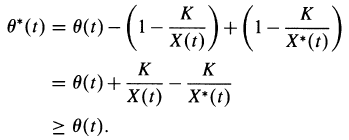 θ*(t) = θ(t) − (1 − K/X(t)) + (1 − K/X*(t))
= θ(t) + K/X(t) − K/X*(t)
≥ θ(t).